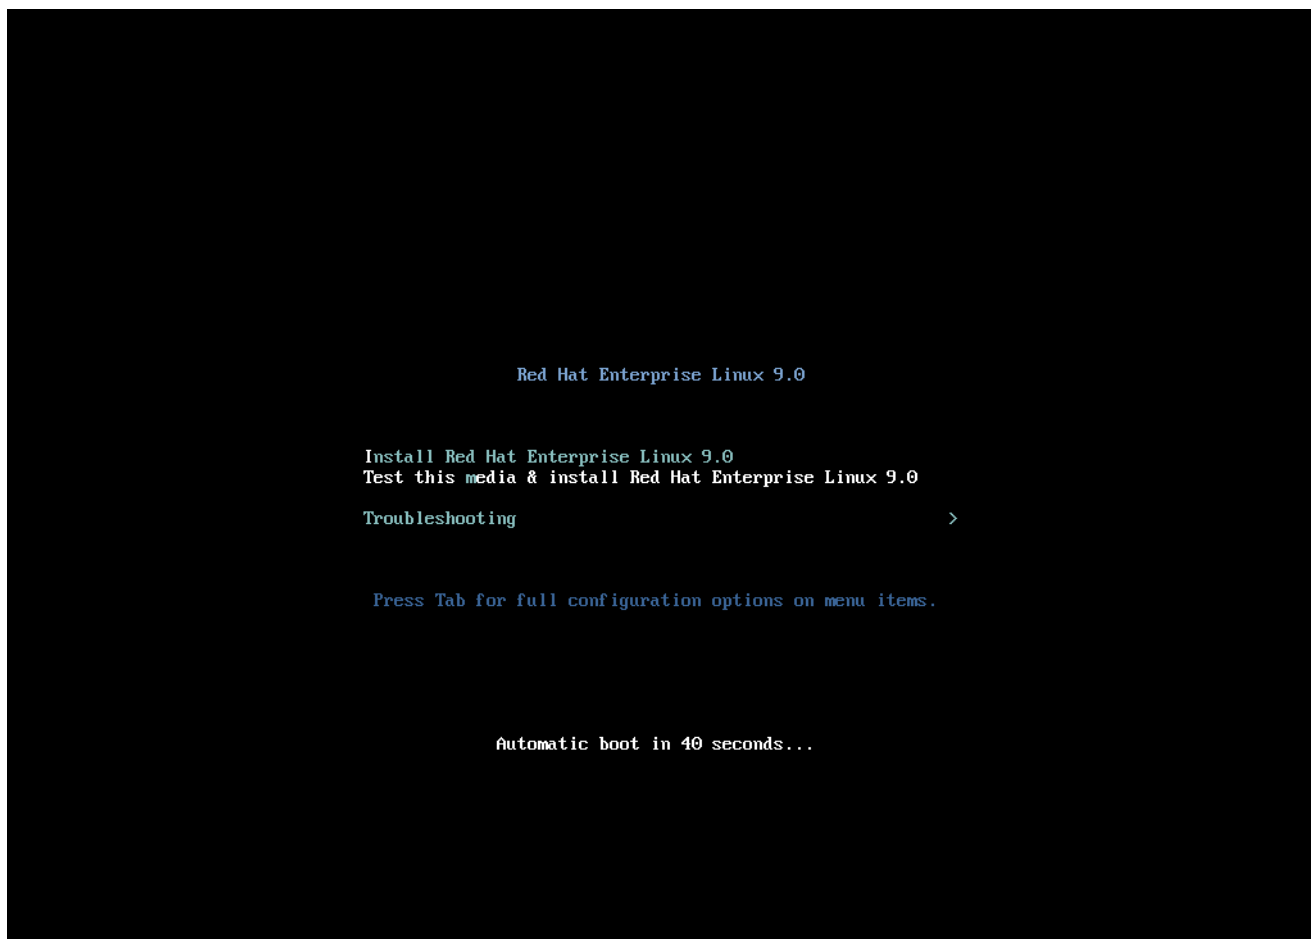 Red Hat Enterprise Linux 9.0
Install Red Hat Enterprise Linux 9.0
Test this media & install Red Hat Enterprise Linux 9.0
Troubleshooting >
Press Tab for full configuration options on menu items.
Automatic boot in 40 seconds...